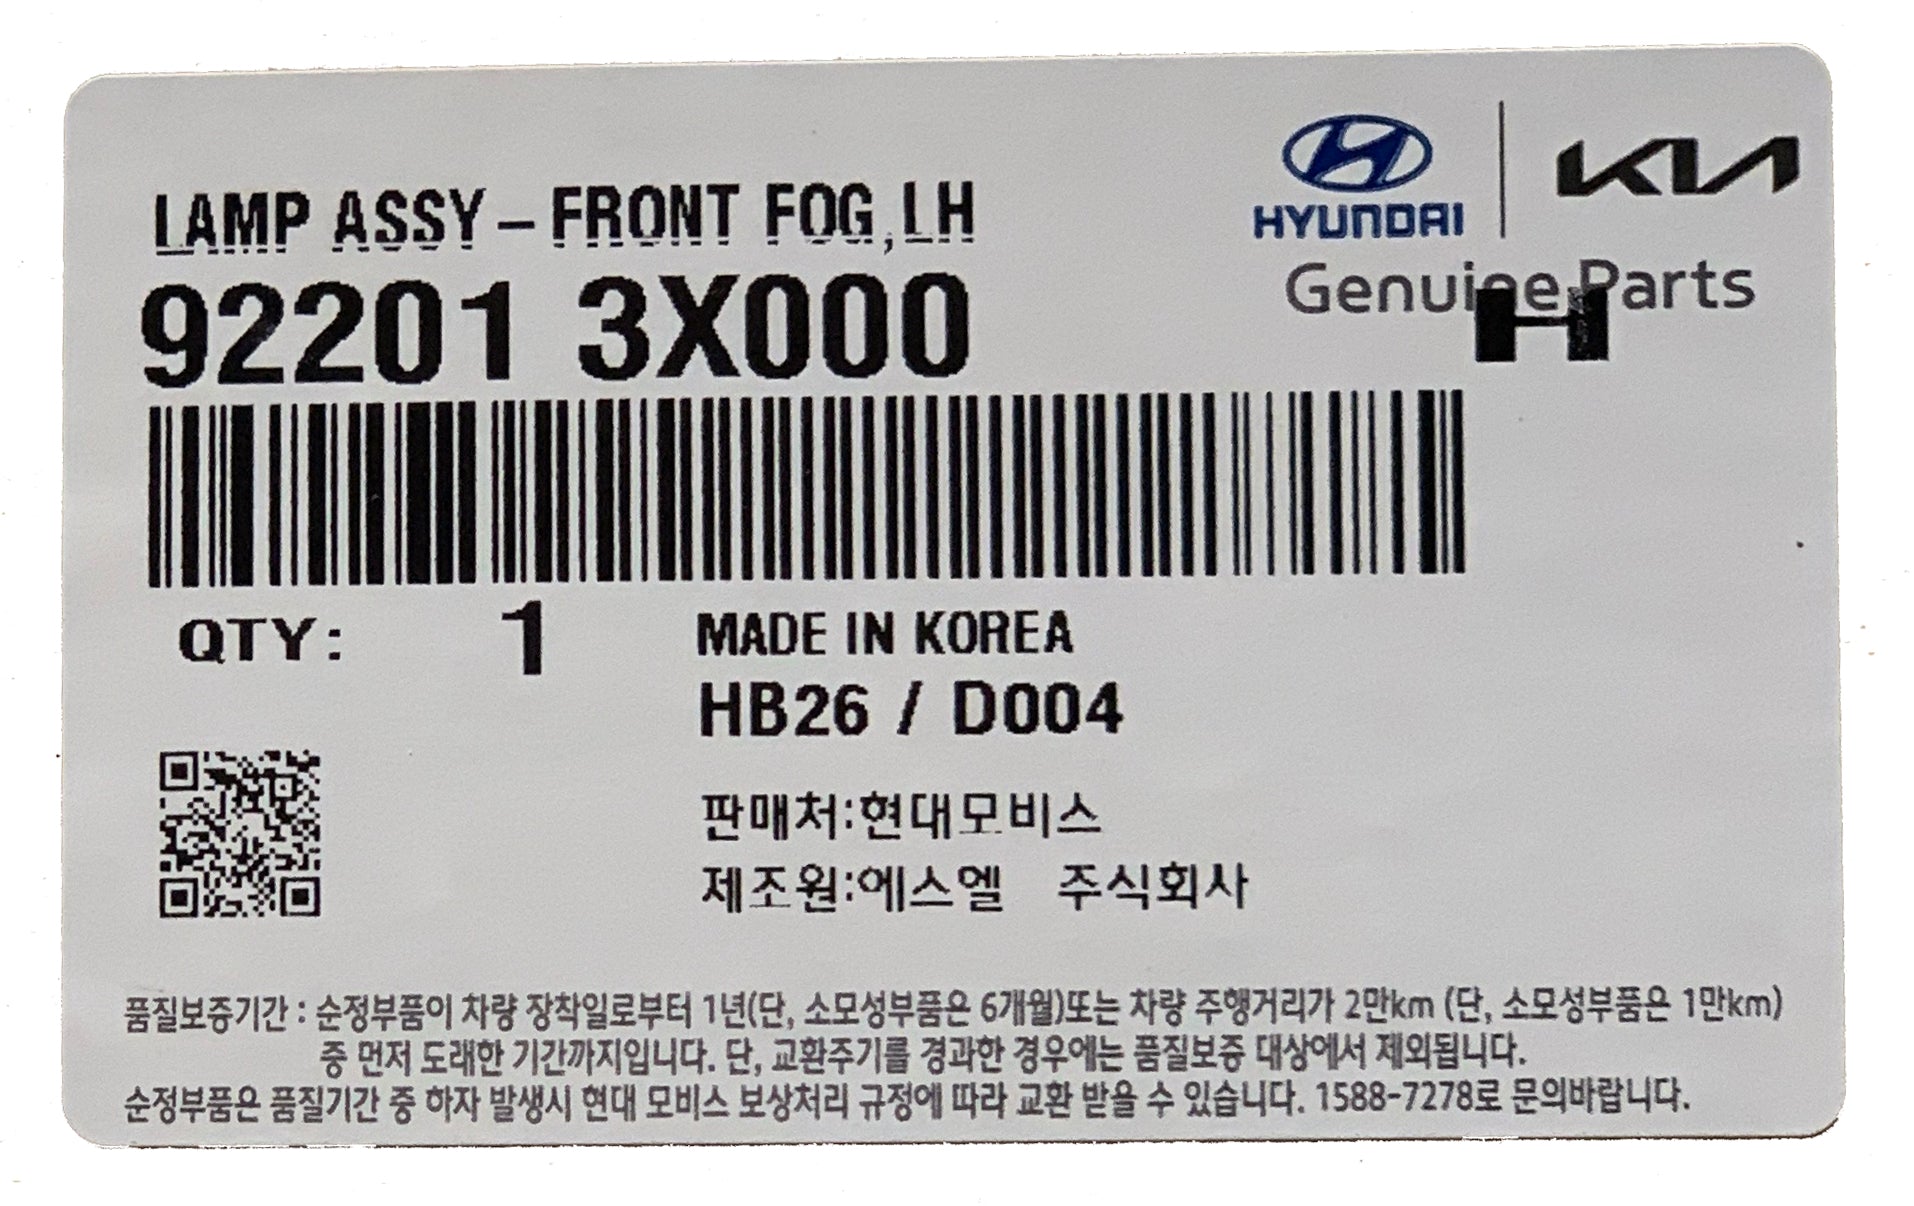 HYUNDAI
KIA
Genuine Parts
H
LAMP ASSY-FRONT FOG,LH
92201 3X000
QTY: 1
MADE IN KOREA
HB26 / D004
판매처:현대모비스
제조원:에스엘 주식회사
품질보증기간 : 순정부품이 차량 장착일로부터 1년(단, 소모성부품은 6개월)또는 차량 주행거리가 2만km (단, 소모성부품은 1만km)
중 먼저 도래한 기간까지입니다. 단, 교환주기를 경과한 경우에는 품질보증 대상에서 제외됩니다.
순정부품은 품질기간 중 하자 발생시 현대 모비스 보상처리 규정에 따라 교환 받을 수 있습니다. 1588-7278로 문의바랍니다.